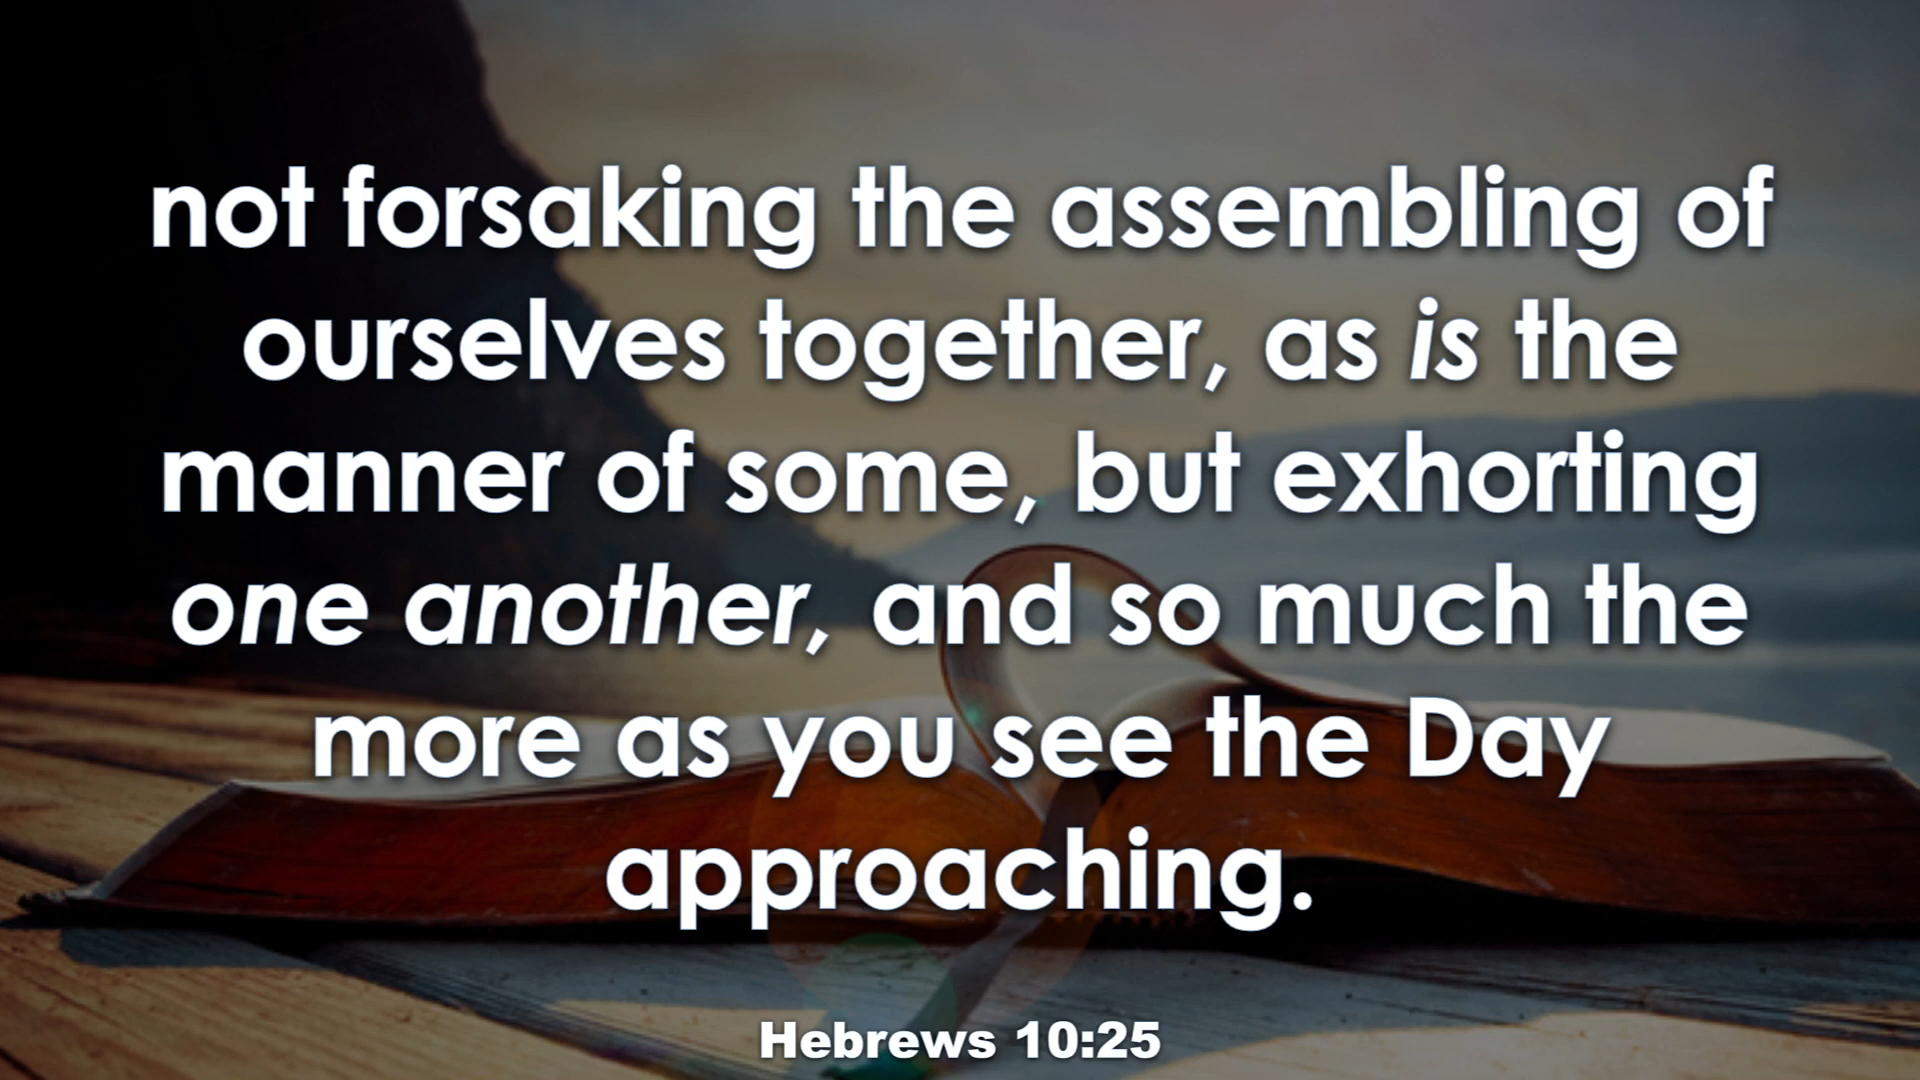 not forsaking the assembling of
ourselves together, as is the
manner of some, but exhorting
one another, and so much the
more as you see the Day
approaching.
Hebrews 10:25